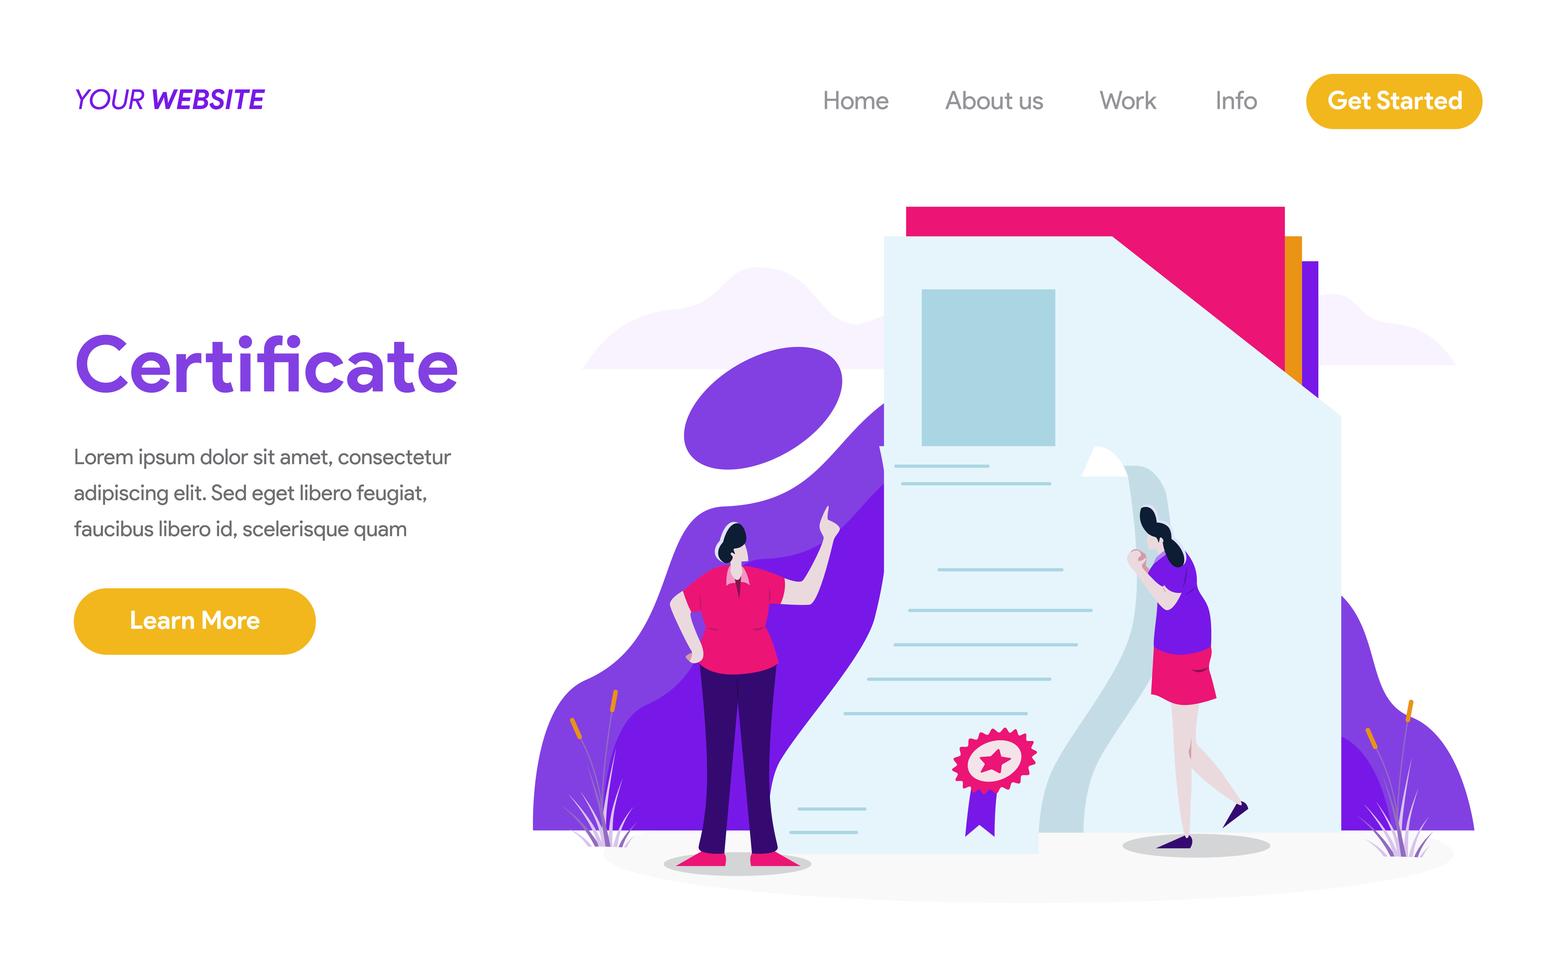 YOUR WEBSITE
Home
About us
Work
Info
Get Started
Certificate
Lorem ipsum dolor sit amet, consectetur
adipiscing elit. Sed eget libero feugiat,
faucibus libero id, scelerisque quam
Learn More